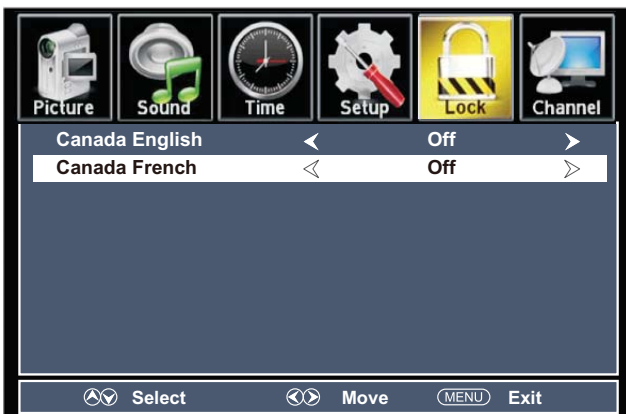 Picture Sound Time Setup Lock Channel
Canada English Off
Canada French Off
Select Move MENU Exit